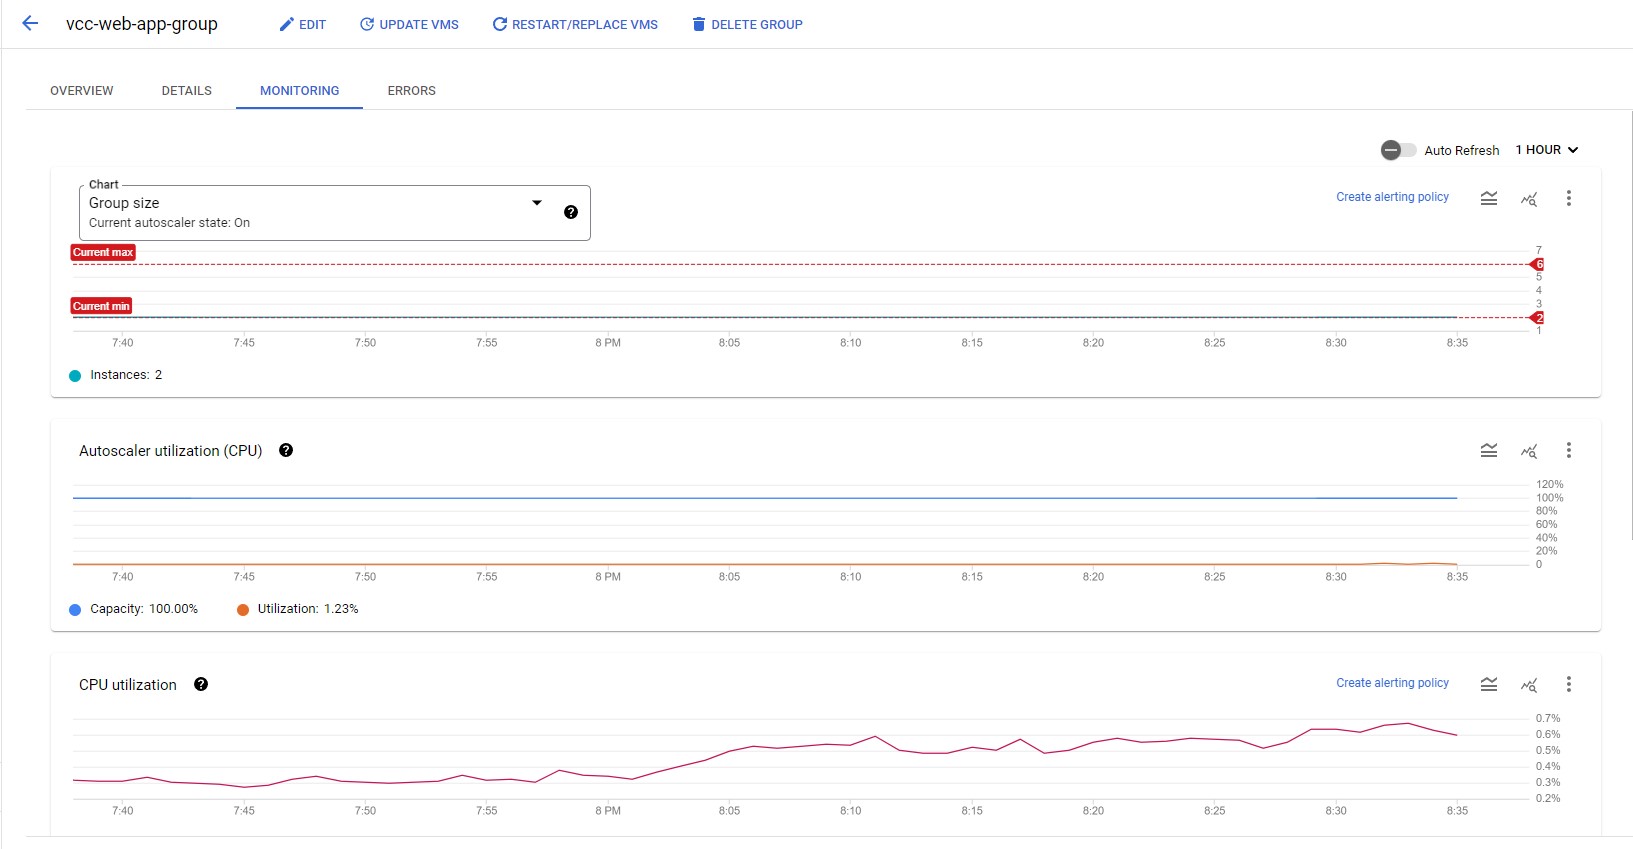 vcc-web-app-group
EDIT
UPDATE VMS
RESTART/REPLACE VMS
DELETE GROUP
OVERVIEW
DETAILS
MONITORING
ERRORS
Auto Refresh
1 HOUR
Chart
Group size
Current autoscaler state: On
Create alerting policy
Current max
Current min
7
6
5
4
3
2
1
7:40 7:45 7:50 7:55 8 PM 8:05 8:10 8:15 8:20 8:25 8:30 8:35
Instances: 2
Autoscaler utilization (CPU)
120%
100%
80%
60%
40%
20%
0
7:40 7:45 7:50 7:55 8 PM 8:05 8:10 8:15 8:20 8:25 8:30 8:35
Capacity: 100.00%
Utilization: 1.23%
CPU utilization
Create alerting policy
0.7%
0.6%
0.5%
0.4%
0.3%
0.2%
7:40 7:45 7:50 7:55 8 PM 8:05 8:10 8:15 8:20 8:25 8:30 8:35